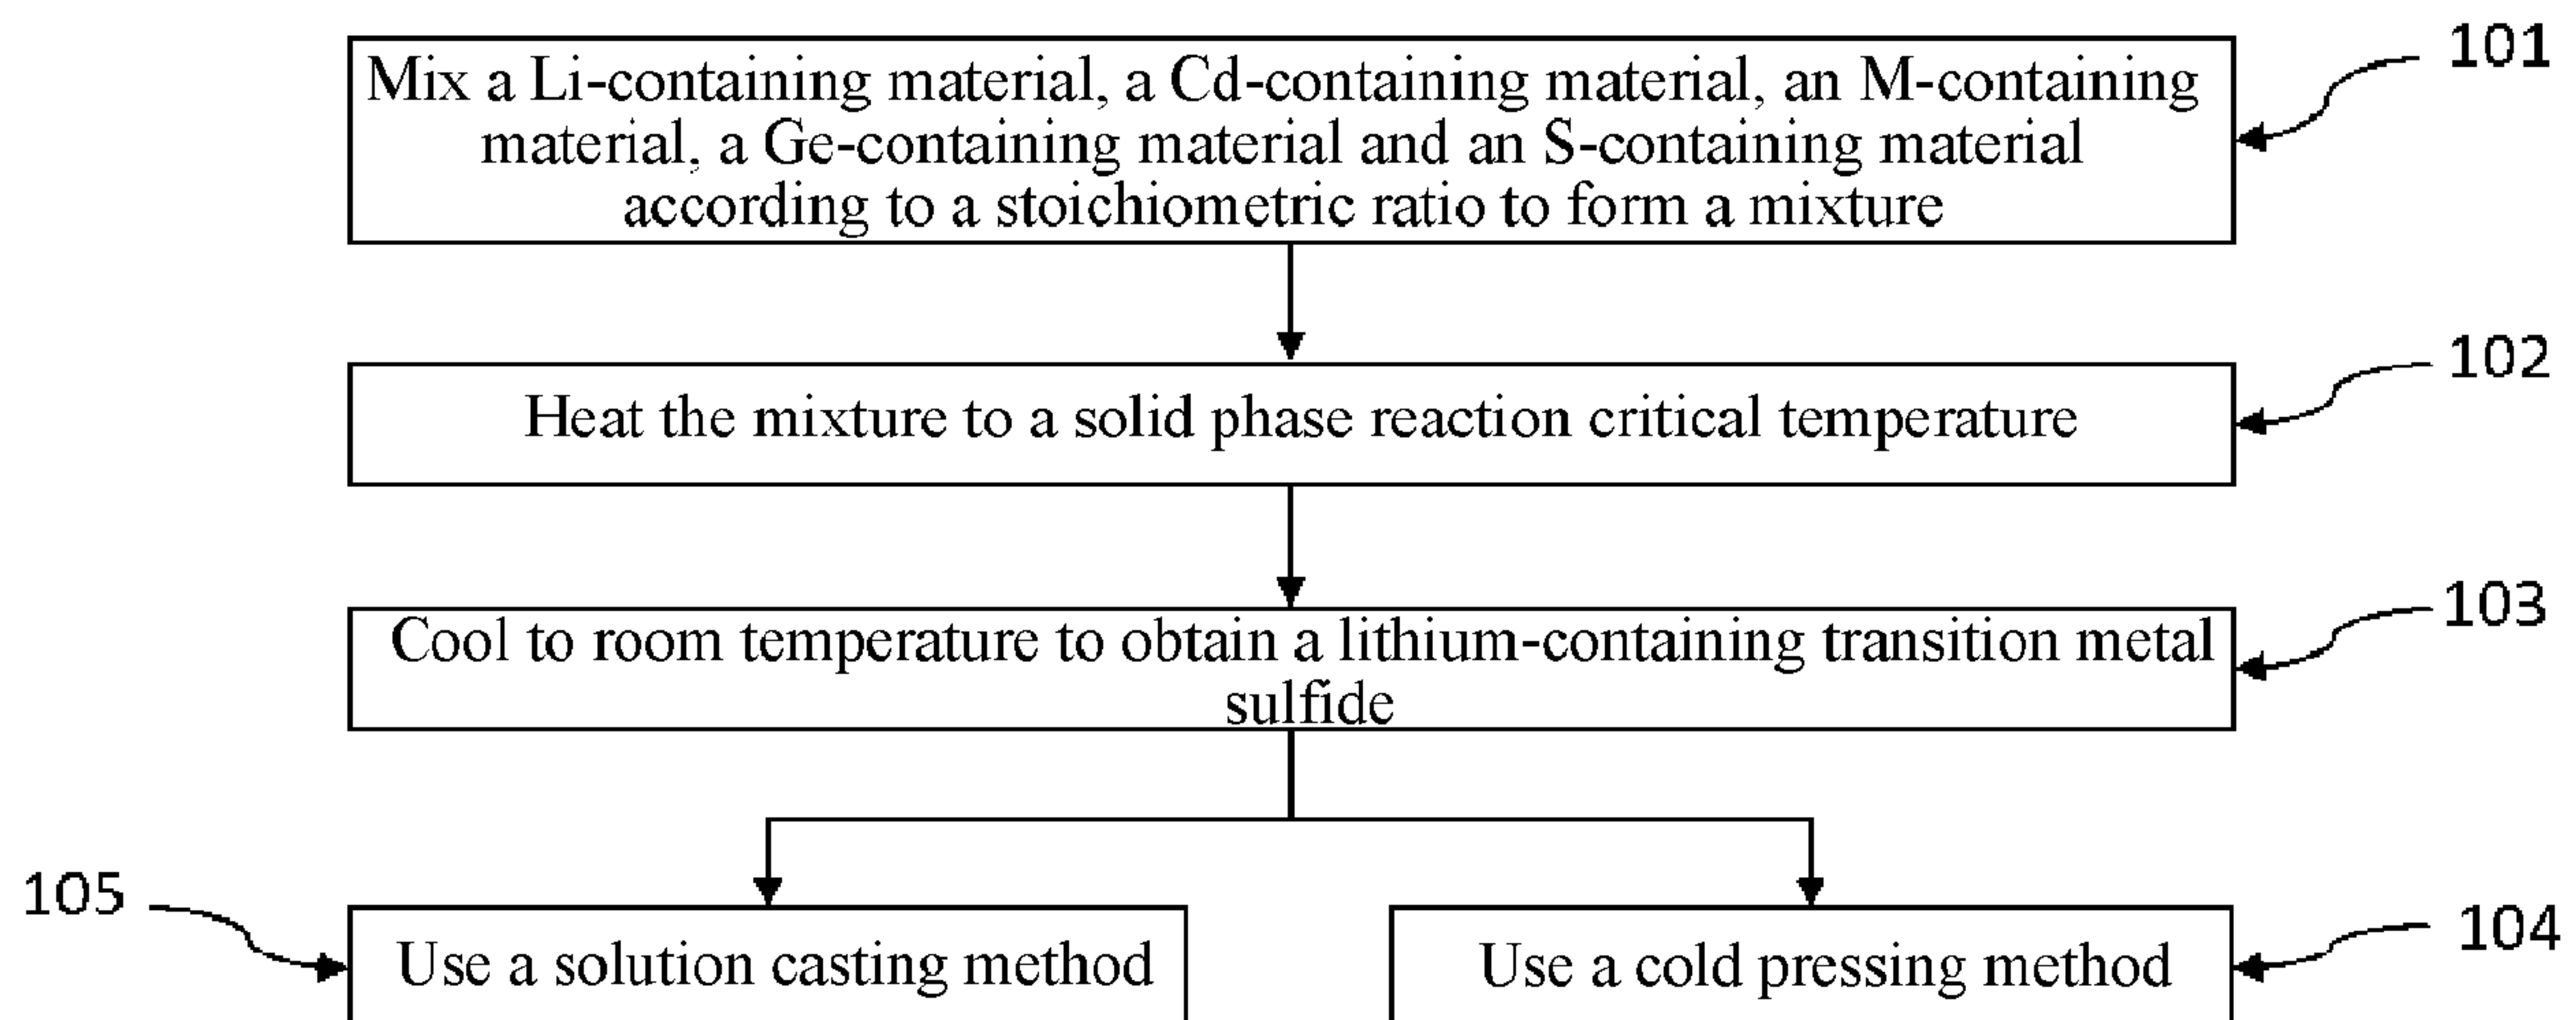 Mix a Li-containing material, a Cd-containing material, an M-containing
material, a Ge-containing material and an S-containing material
according to a stoichiometric ratio to form a mixture
101
Heat the mixture to a solid phase reaction critical temperature
102
Cool to room temperature to obtain a lithium-containing transition metal
sulfide
103
105
Use a solution casting method
Use a cold pressing method
104